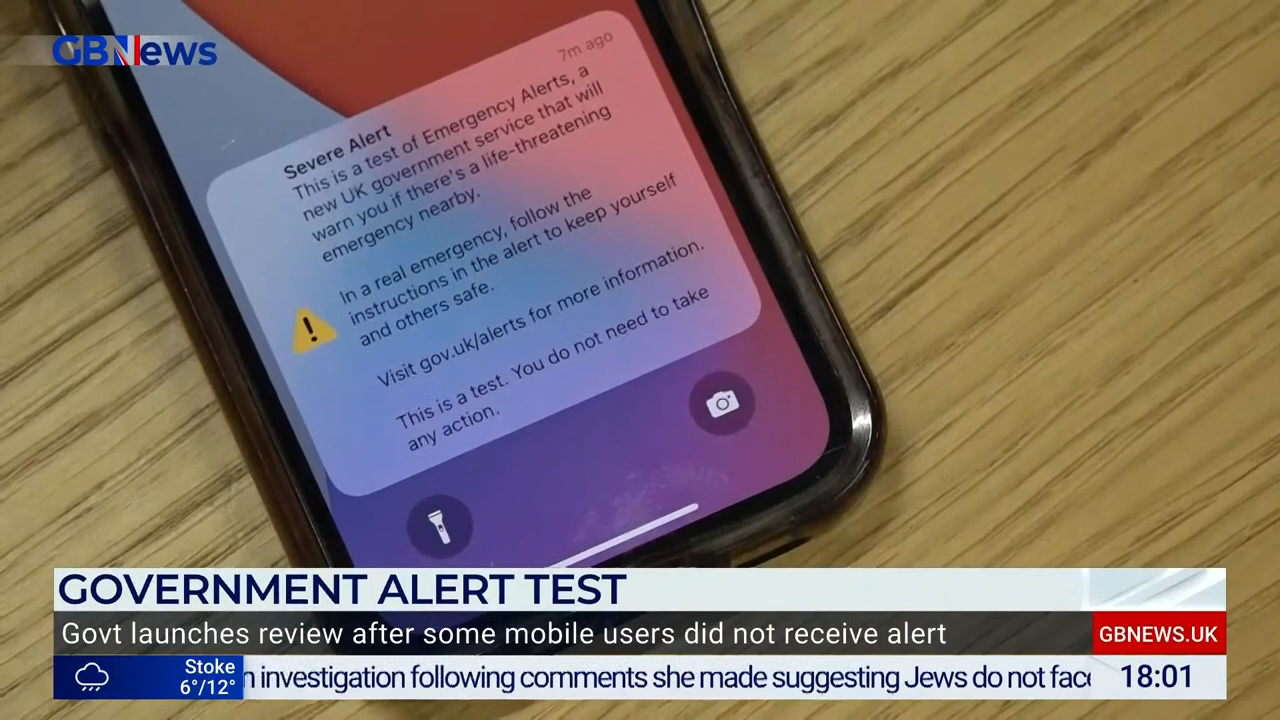 GBNews
7m ago
Severe Alert
This is a test of Emergency Alerts, a
new UK government service that will
warn you if there's a life-threatening
emergency nearby.
In a real emergency, follow the
instructions in the alert to keep yourself
and others safe.
Visit gov.uk/alerts for more information.
This is a test. You do not need to take
any action.
GOVERNMENT ALERT TEST
Govt launches review after some mobile users did not receive alert
GBNEWS.UK
Stoke
6°/12°
n investigation following comments she made suggesting Jews do not face
18:01